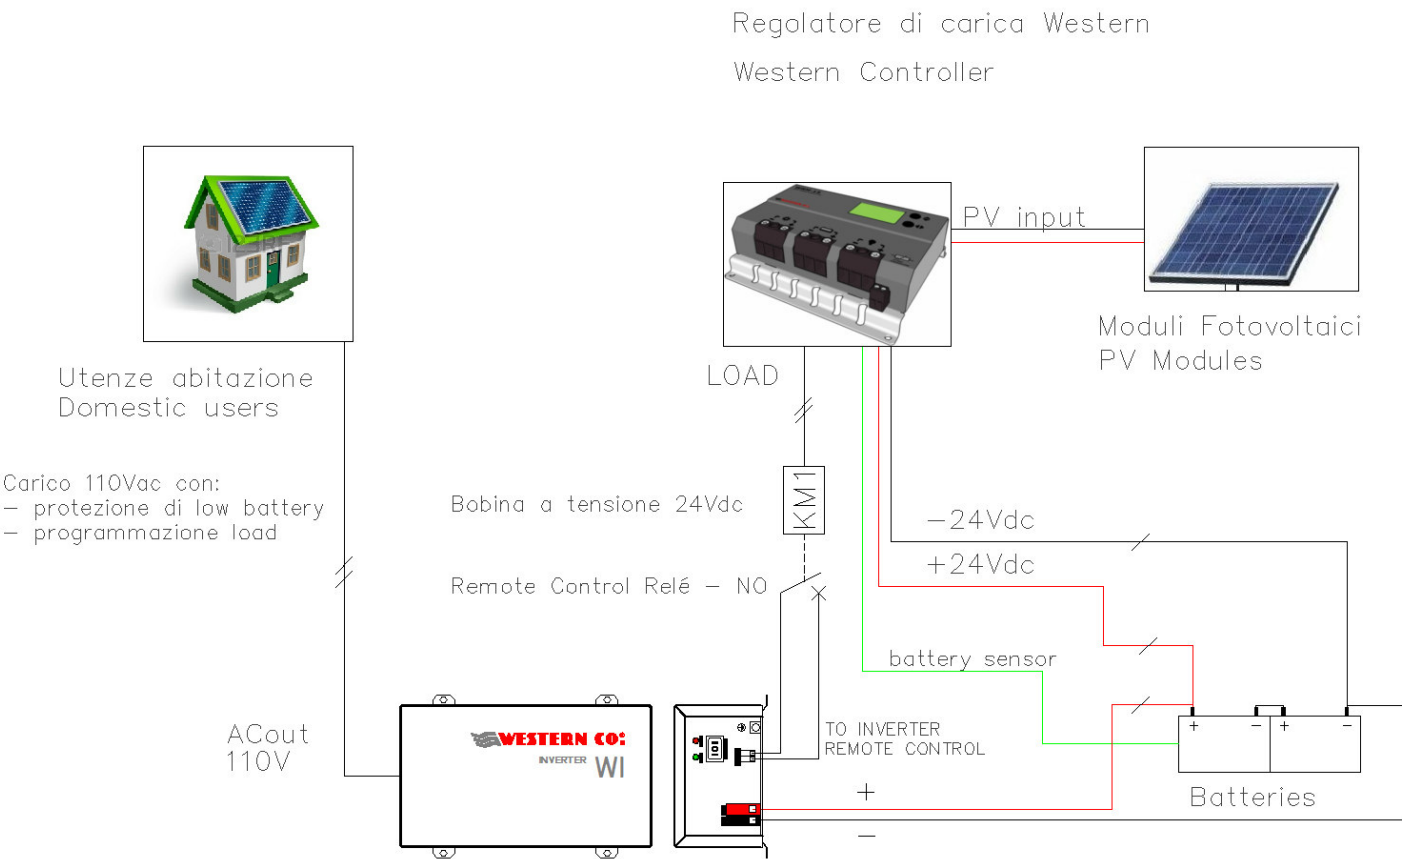 Regolatore di carica Western
Western Controller
PV input
Moduli Fotovoltaici
PV Modules
LOAD
Utenze abitazione
Domestic users
Carico 110Vac con:
– protezione di low battery
– programmazione load
Bobina a tensione 24Vdc
KM1
Remote Control Relé – NO
–24Vdc
+24Vdc
battery sensor
ACout
110V
WESTERN CO:
INVERTER WI
TO INVERTER
REMOTE CONTROL
+
–
+ – + –
Batteries